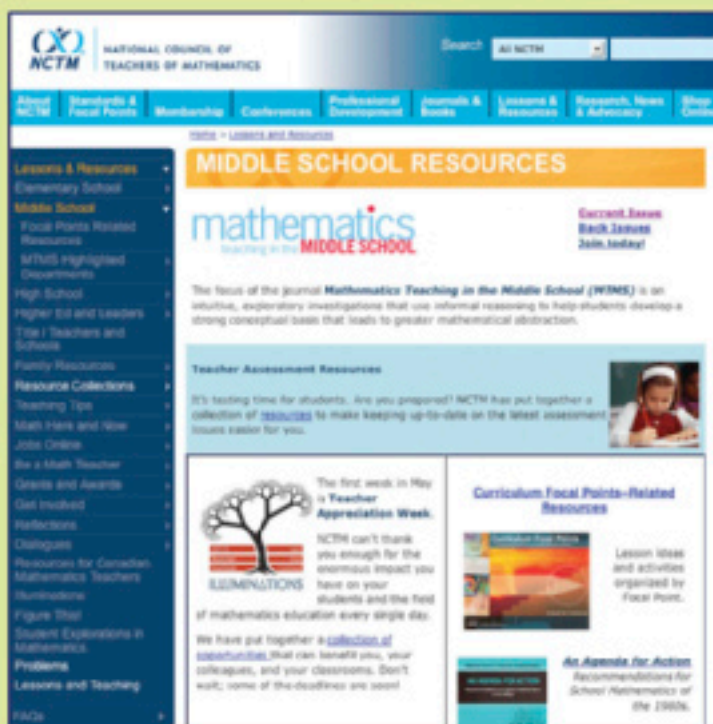 NCTM
NATIONAL COUNCIL OF
TEACHERS OF MATHEMATICS
Search
All NCTM
About
NCTM
Standards &
Focal Points
Membership
Conferences
Professional
Development
Journals &
Books
Lessons &
Resources
Research, News
& Advocacy
Shop
Online
Home > Lessons and Resources
Lessons & Resources
Elementary School
Middle School
Focal Points Related
Resources
MTMS Highlighted
Departments
High School
Higher Ed and Leaders
Title I Teachers and
Schools
Family Resources
Resource Collections
Teaching Tips
Math Here and Now
Jobs Online
Be a Math Teacher
Grants and Awards
Get Involved
Reflections
Dialogues
Resources for Canadian
Mathematics Teachers
Illuminations
Figure This!
Student Explorations in
Mathematics
Problems
Lessons and Teaching
FAQs
MIDDLE SCHOOL RESOURCES
mathematics
teaching in the MIDDLE SCHOOL
Current Issue
Back Issues
Join today!
The focus of the journal Mathematics Teaching in the Middle School (MTMS) is on
intuitive, exploratory investigations that use informal reasoning to help students develop a
strong conceptual basis that leads to greater mathematical abstraction.
Teacher Assessment Resources
It's testing time for students. Are you prepared? NCTM has put together a
collection of resources to make keeping up-to-date on the latest assessment
issues easier for you.
ILLUMINATIONS
The first week in May
is Teacher
Appreciation Week.
NCTM can't thank
you enough for the
enormous impact you
have on your
students and the field
of mathematics education every single day.
We have put together a collection of
opportunities that can benefit you, your
colleagues, and your classrooms. Don't
wait; some of the deadlines are soon!
Curriculum Focal Points–Related
Resources
Curriculum Focal Points
Lesson ideas
and activities
organized by
Focal Point.
AN AGENDA FOR ACTION
An Agenda for Action
Recommendations for
School Mathematics of
the 1980s.